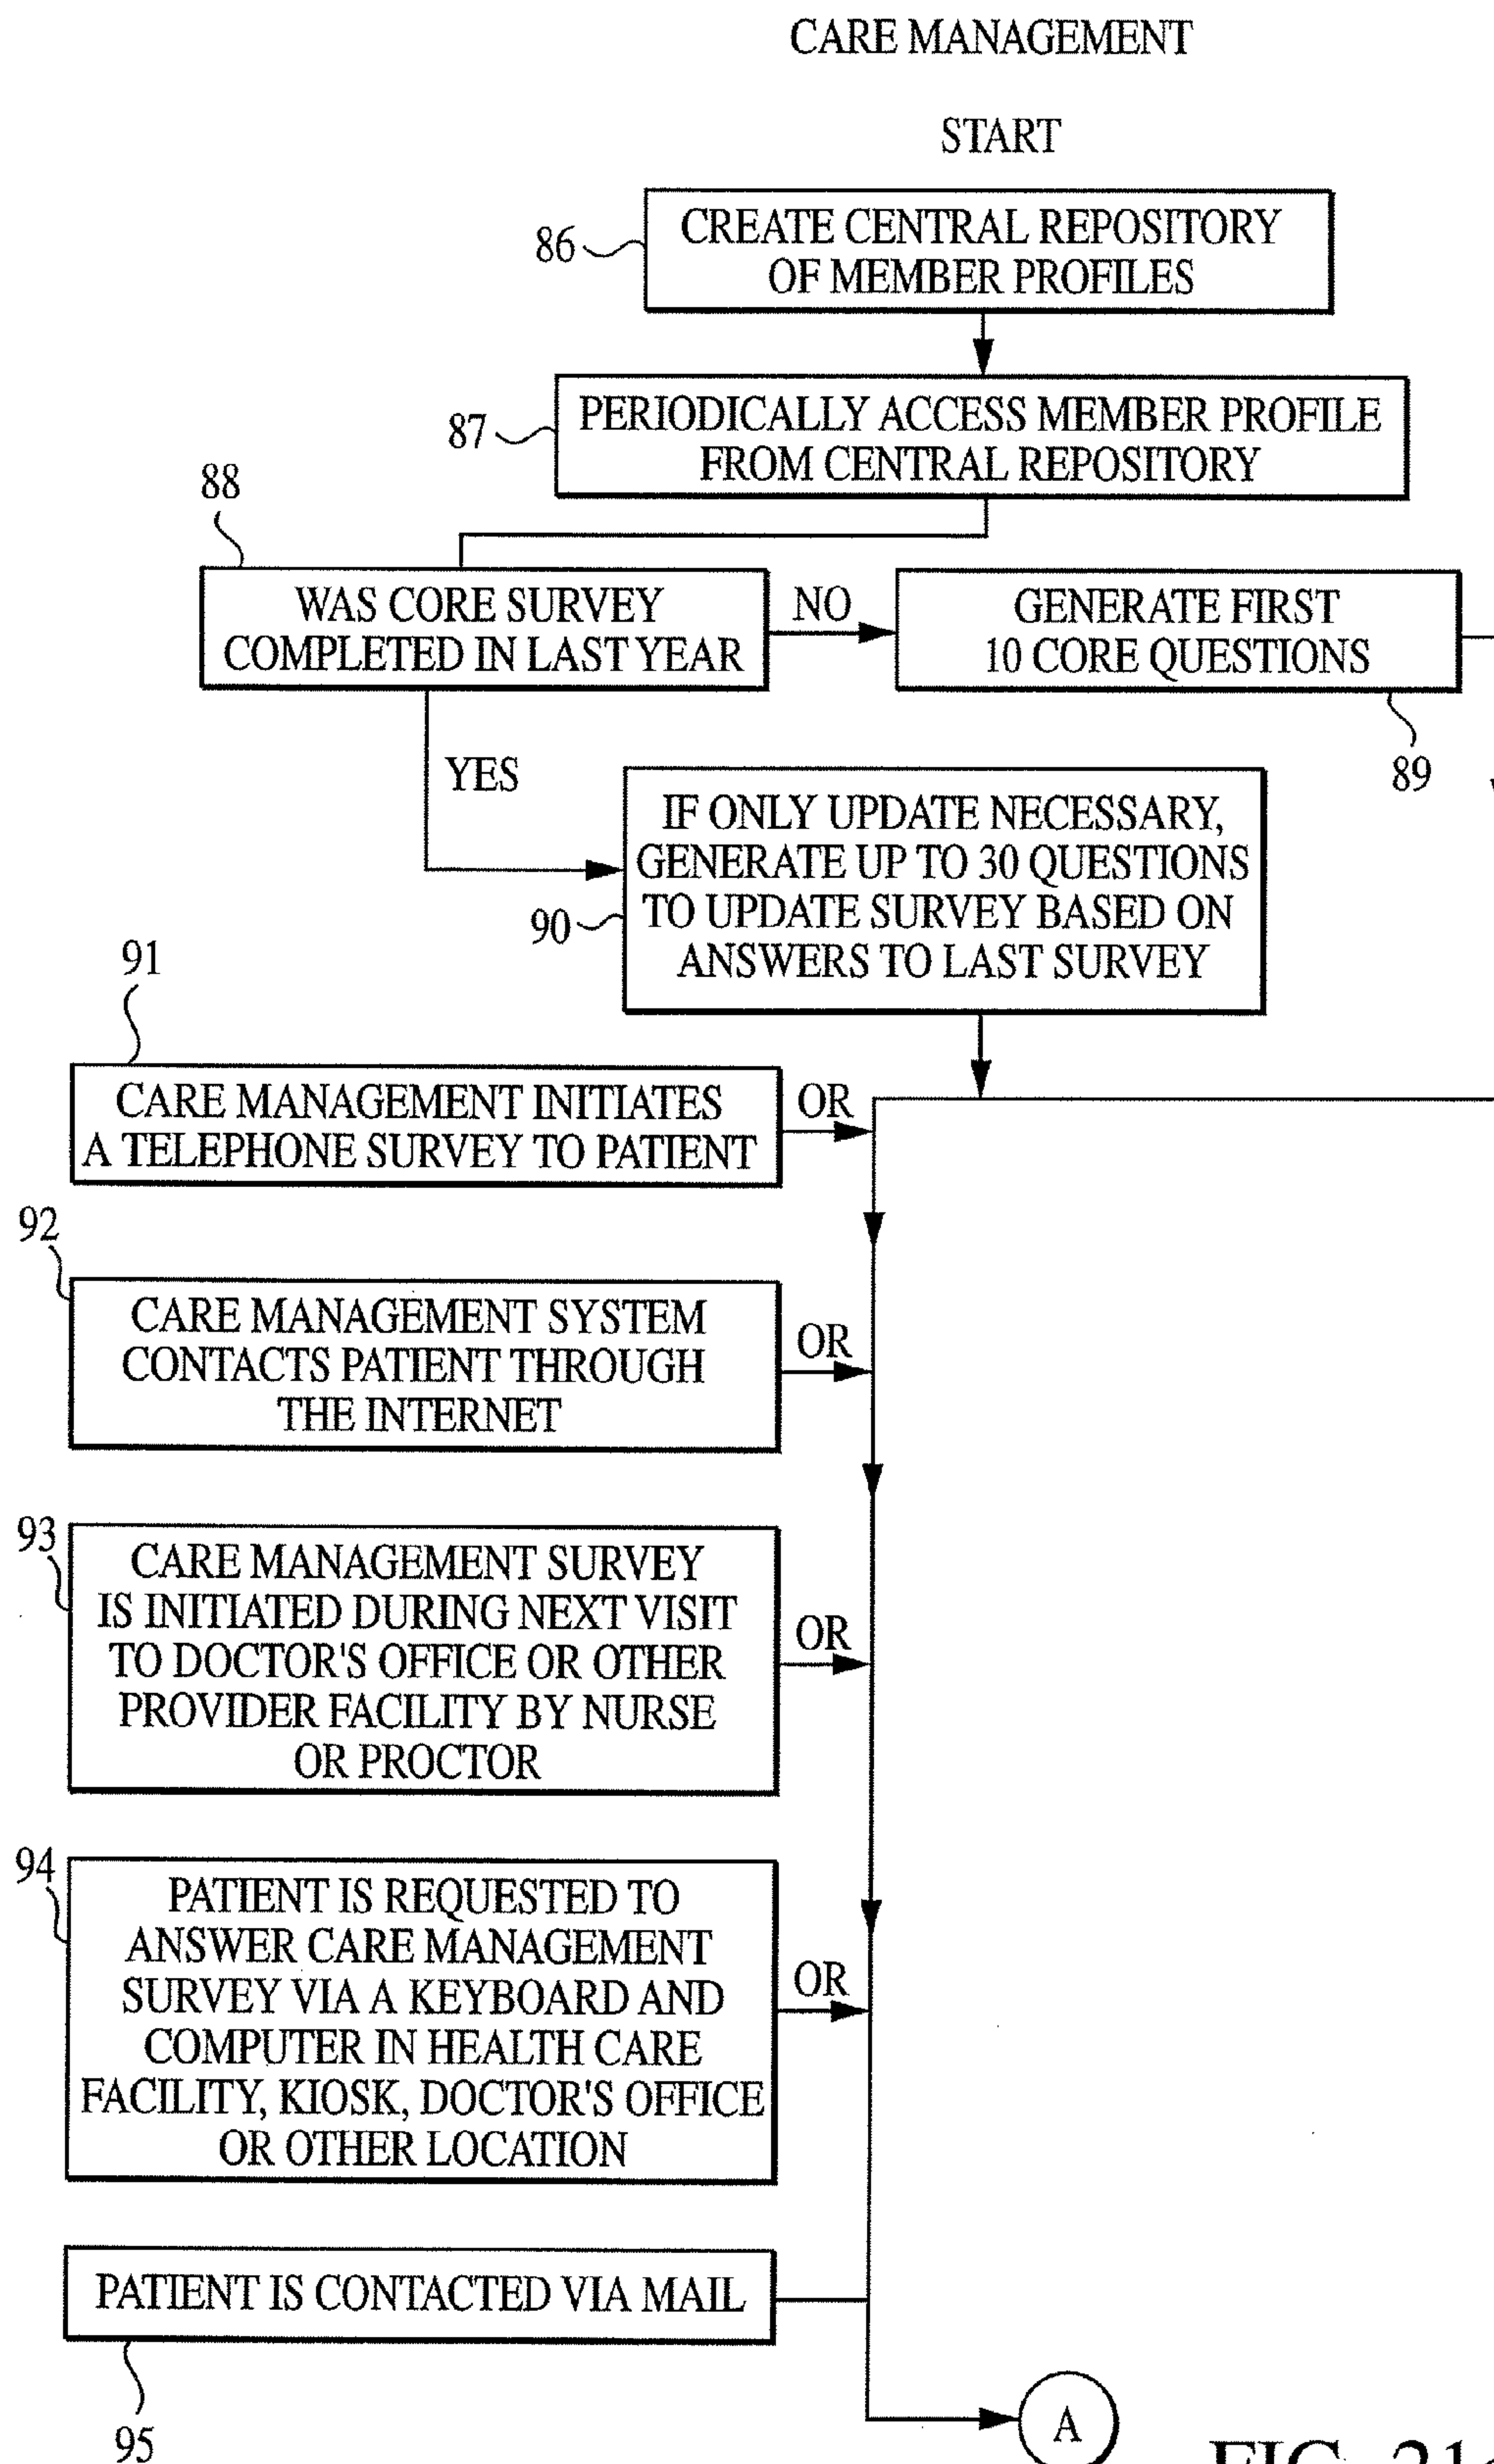 CARE MANAGEMENT
START
86
CREATE CENTRAL REPOSITORY
OF MEMBER PROFILES
87
PERIODICALLY ACCESS MEMBER PROFILE
FROM CENTRAL REPOSITORY
88
WAS CORE SURVEY
COMPLETED IN LAST YEAR
NO
GENERATE FIRST
10 CORE QUESTIONS
89
YES
IF ONLY UPDATE NECESSARY,
GENERATE UP TO 30 QUESTIONS
TO UPDATE SURVEY BASED ON
ANSWERS TO LAST SURVEY
90
91
CARE MANAGEMENT INITIATES
A TELEPHONE SURVEY TO PATIENT
OR
92
CARE MANAGEMENT SYSTEM
CONTACTS PATIENT THROUGH
THE INTERNET
OR
93
CARE MANAGEMENT SURVEY
IS INITIATED DURING NEXT VISIT
TO DOCTOR'S OFFICE OR OTHER
PROVIDER FACILITY BY NURSE
OR PROCTOR
OR
94
PATIENT IS REQUESTED TO
ANSWER CARE MANAGEMENT
SURVEY VIA A KEYBOARD AND
COMPUTER IN HEALTH CARE
FACILITY, KIOSK, DOCTOR'S OFFICE
OR OTHER LOCATION
OR
PATIENT IS CONTACTED VIA MAIL
95
A
FIG.